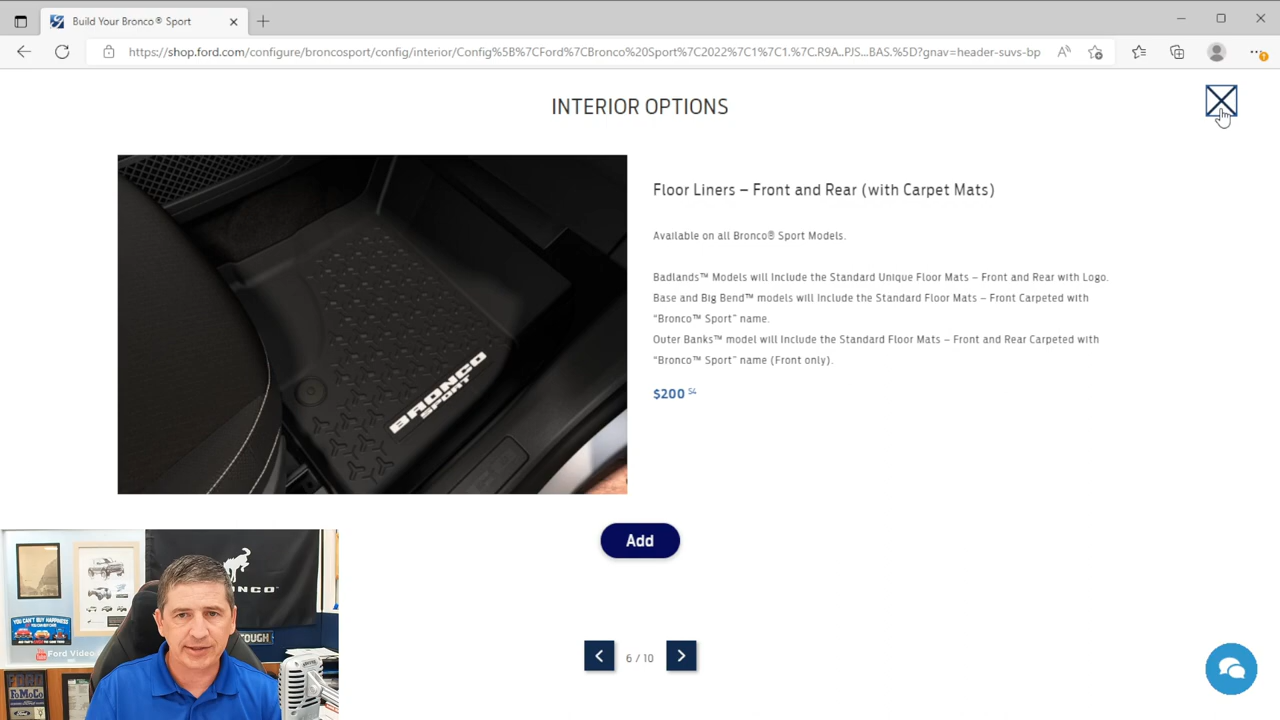 Build Your Bronco® Sport
https://shop.ford.com/configure/broncosport/config/interior/Config%5B%7CFord%7CBronco%20Sport%7C2022%7C1%7C1.%7C.R9A..PJS...BAS.%5D?gnav=header-suvs-bp
INTERIOR OPTIONS
Floor Liners – Front and Rear (with Carpet Mats)
Available on all Bronco® Sport Models.
Badlands™ Models will Include the Standard Unique Floor Mats – Front and Rear with Logo.
Base and Big Bend™ models will Include the Standard Floor Mats – Front Carpeted with
“Bronco™ Sport” name.
Outer Banks™ model will Include the Standard Floor Mats – Front and Rear Carpeted with
“Bronco™ Sport” name (Front only).
$200 S4
BRONCO
SPORT
Add
6 / 10
YOU CAN'T BUY HAPPINESS
Ford Video
FoMoCo
Ford
TOUGH